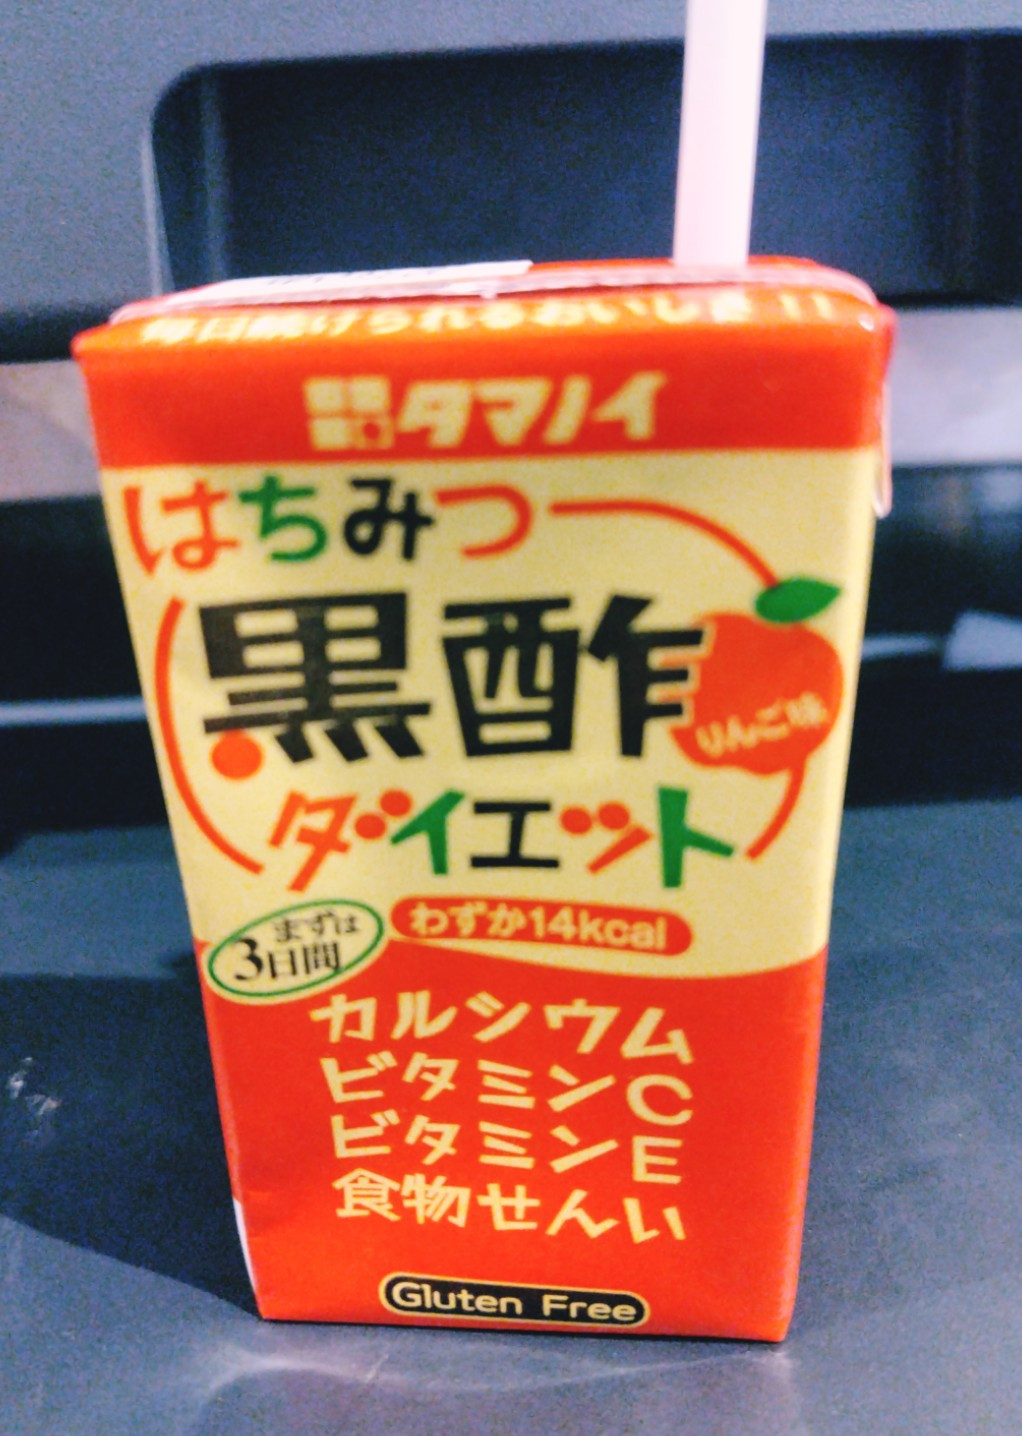 毎日続けられるおいしさ!!
タマノイ
はちみつ
黒酢
りんご味
ダイエット
まずは
3日間
わずか14kcal
カルシウム
ビタミンC
ビタミンE
食物せんい
Gluten Free